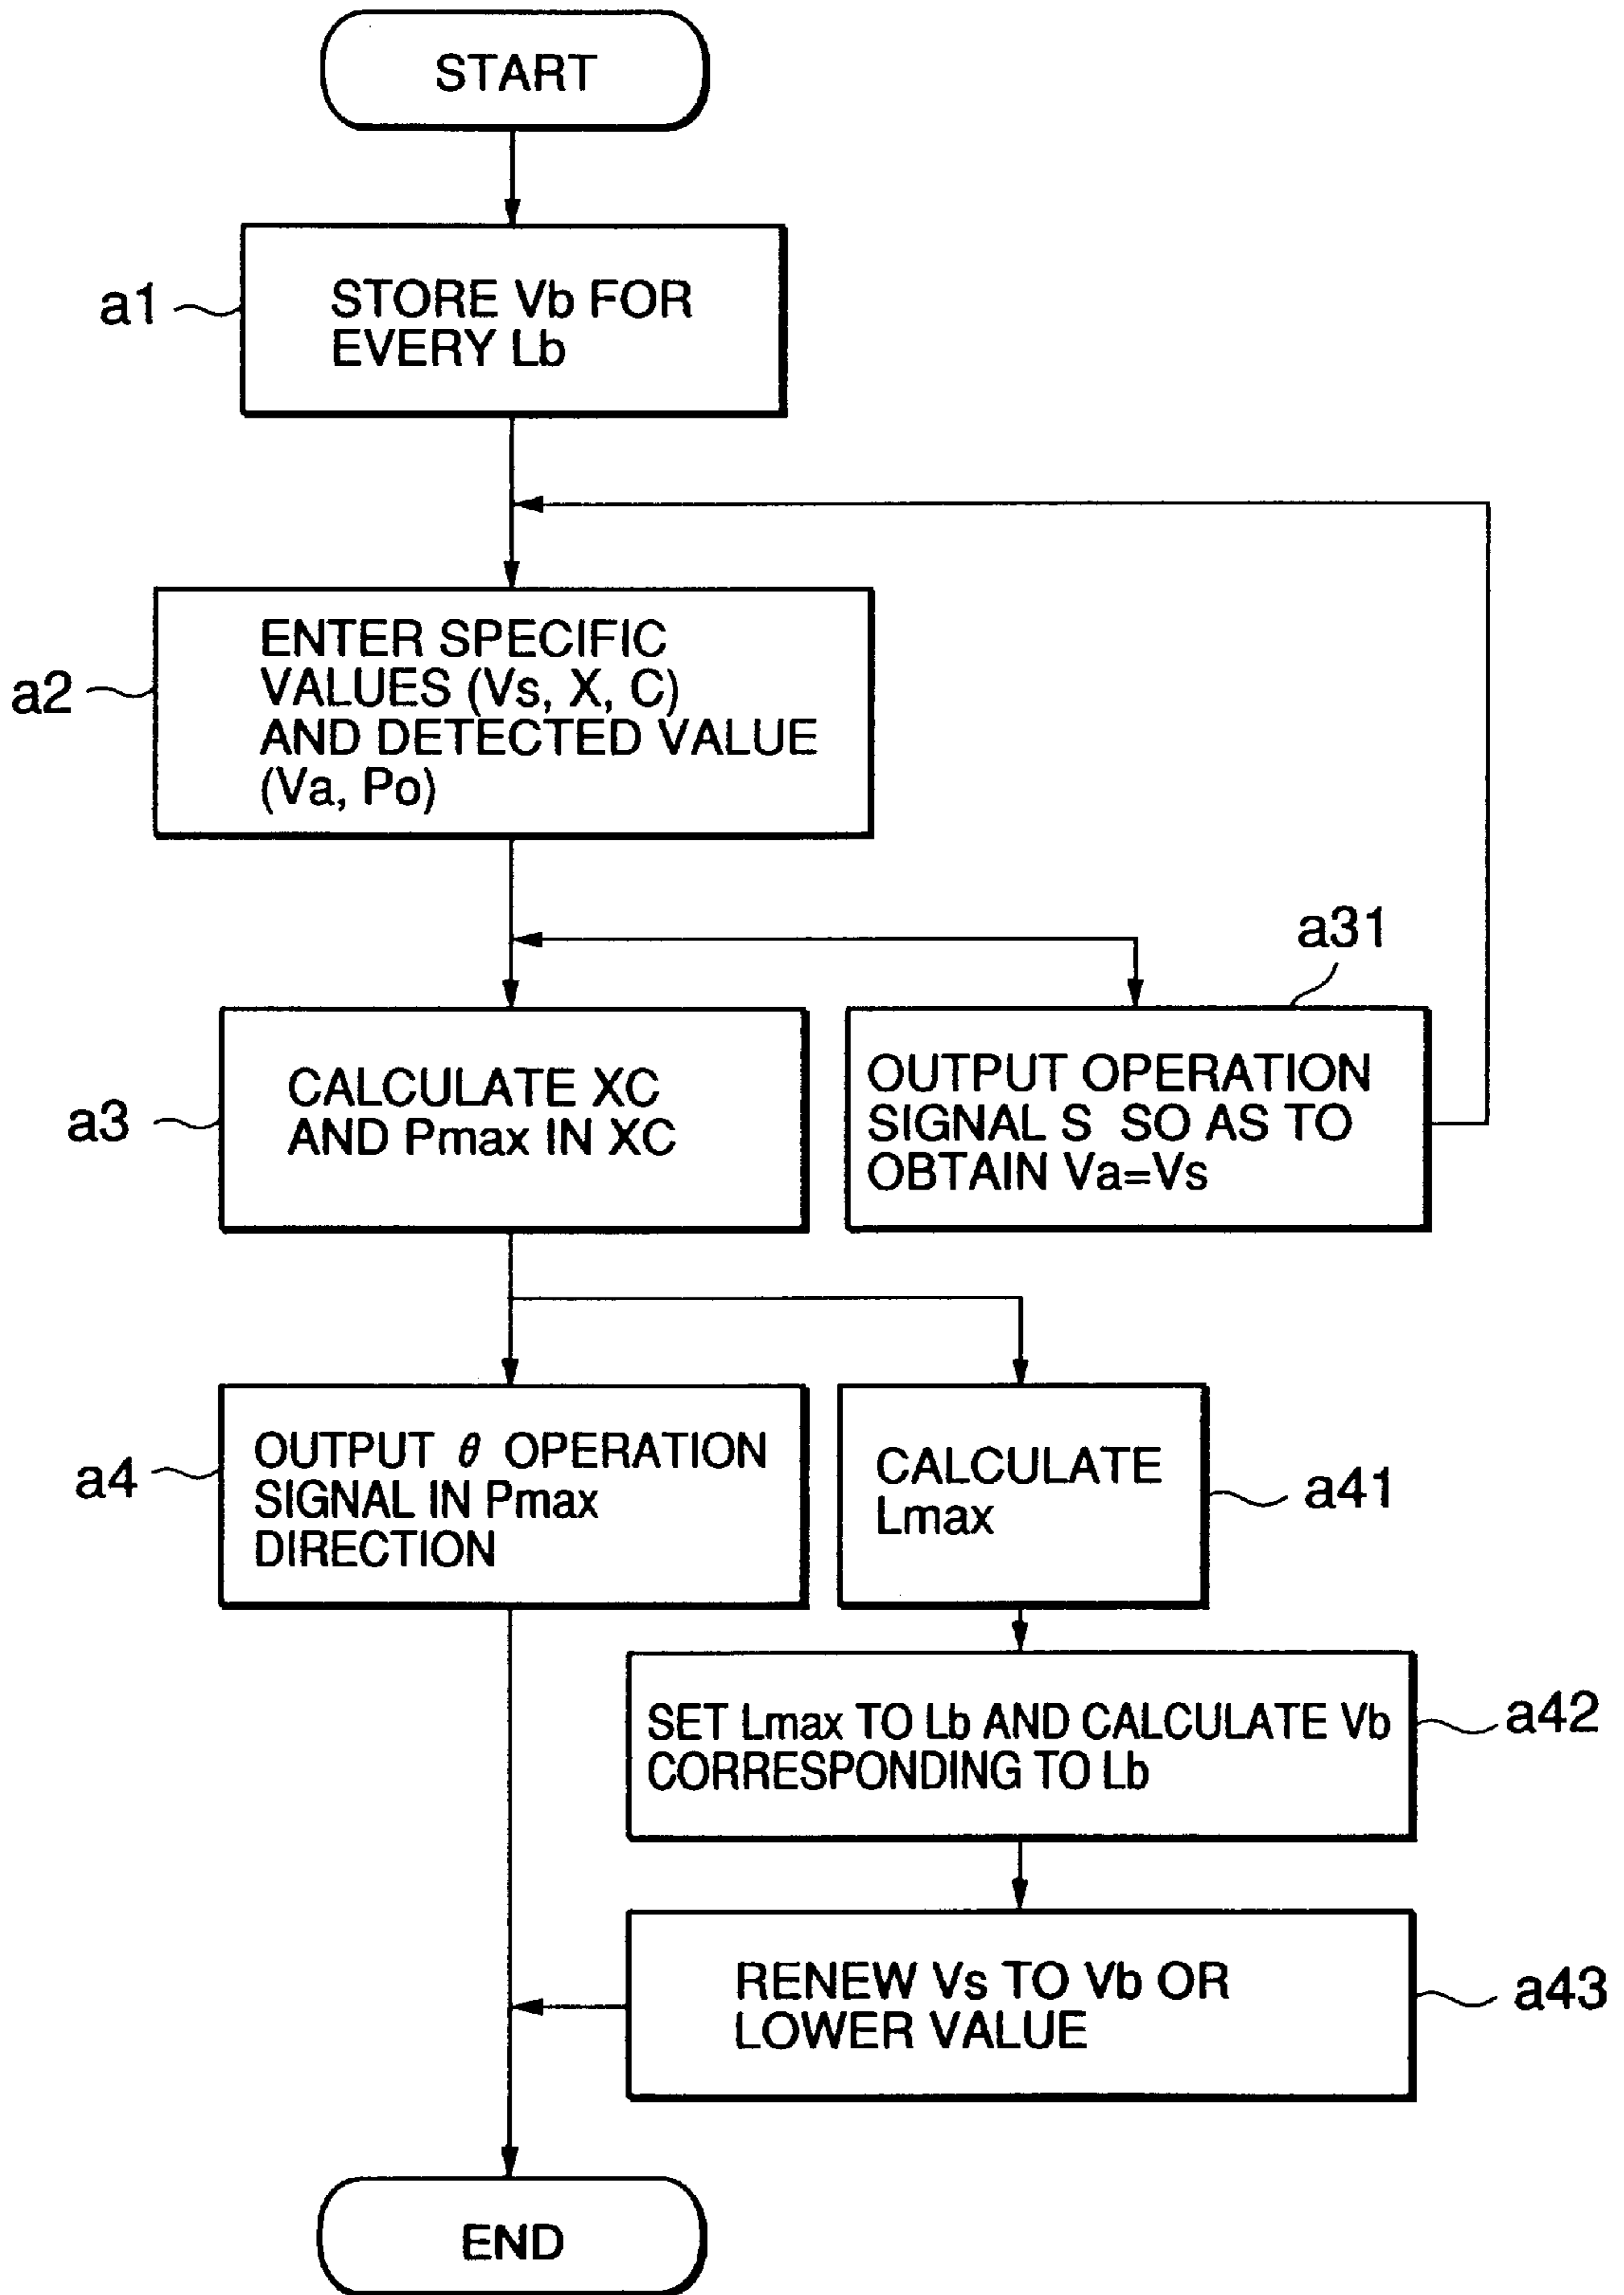 START
a1
STORE Vb FOR
EVERY Lb
a2
ENTER SPECIFIC
VALUES (Vs, X, C)
AND DETECTED VALUE
(Va, Po)
a31
a3
CALCULATE XC
AND Pmax IN XC
OUTPUT OPERATION
SIGNAL S SO AS TO
OBTAIN Va=Vs
a4
OUTPUT θ OPERATION
SIGNAL IN Pmax
DIRECTION
CALCULATE
Lmax
a41
SET Lmax TO Lb AND CALCULATE Vb
CORRESPONDING TO Lb
a42
RENEW Vs TO Vb OR
LOWER VALUE
a43
END